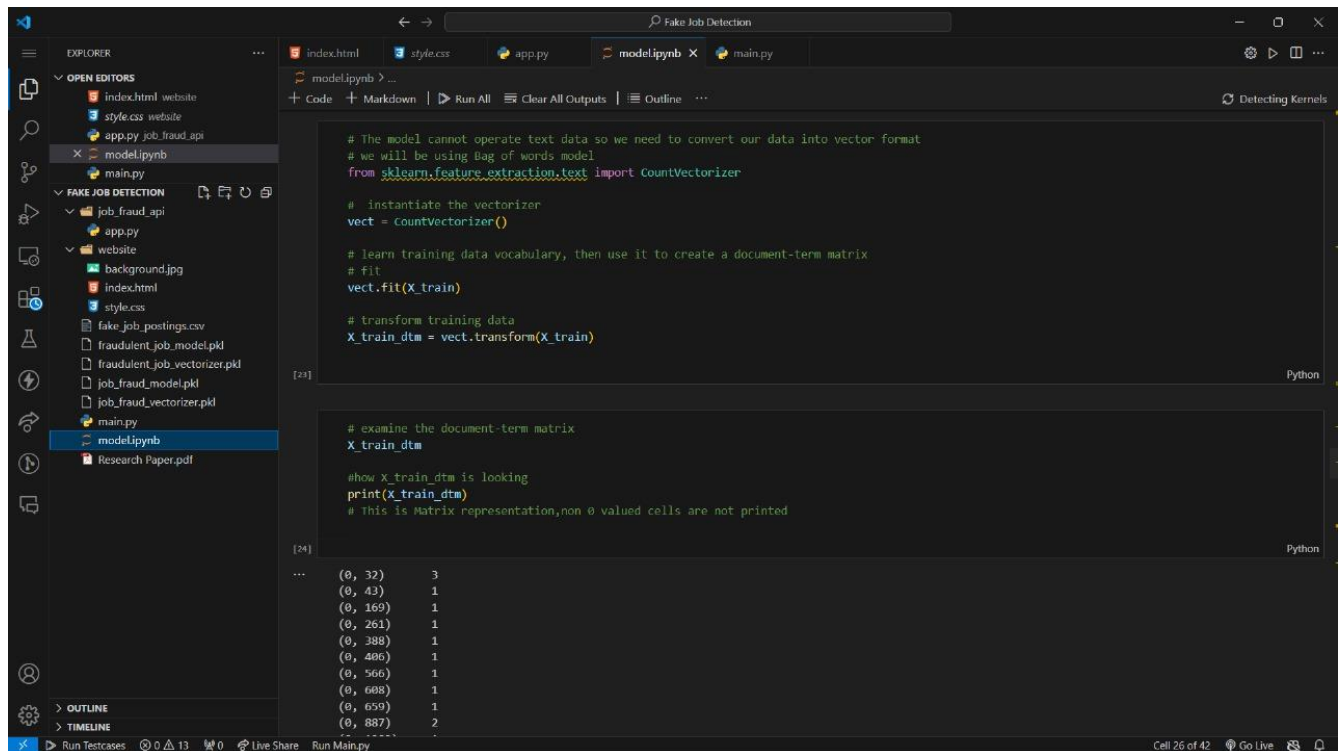 Fake Job Detection
EXPLORER
index.html
style.css
app.py
model.ipynb
main.py
OPEN EDITORS
index.html website
style.css website
app.py job_fraud_api
model.ipynb
main.py
FAKE JOB DETECTION
job_fraud_api
app.py
website
background.jpg
index.html
style.css
fake_job_postings.csv
fraudulent_job_model.pkl
fraudulent_job_vectorizer.pkl
job_fraud_model.pkl
job_fraud_vectorizer.pkl
main.py
model.ipynb
Research Paper.pdf
OUTLINE
TIMELINE
model.ipynb > ...
+ Code + Markdown | Run All Clear All Outputs | Outline ...
Detecting Kernels
# The model cannot operate text data so we need to convert our data into vector format
# we will be using Bag of words model
from sklearn.feature_extraction.text import CountVectorizer
# instantiate the vectorizer
vect = CountVectorizer()
# learn training data vocabulary, then use it to create a document-term matrix
# fit
vect.fit(X_train)
# transform training data
X_train_dtm = vect.transform(X_train)
[23]
Python
# examine the document-term matrix
X_train_dtm
#how X_train_dtm is looking
print(X_train_dtm)
# This is Matrix representation,non 0 valued cells are not printed
[24]
Python
... (0, 32) 3
(0, 43) 1
(0, 169) 1
(0, 261) 1
(0, 388) 1
(0, 406) 1
(0, 566) 1
(0, 608) 1
(0, 659) 1
(0, 887) 2
Run Testcases 0 13 0 Live Share Run Main.py
Cell 26 of 42 Go Live